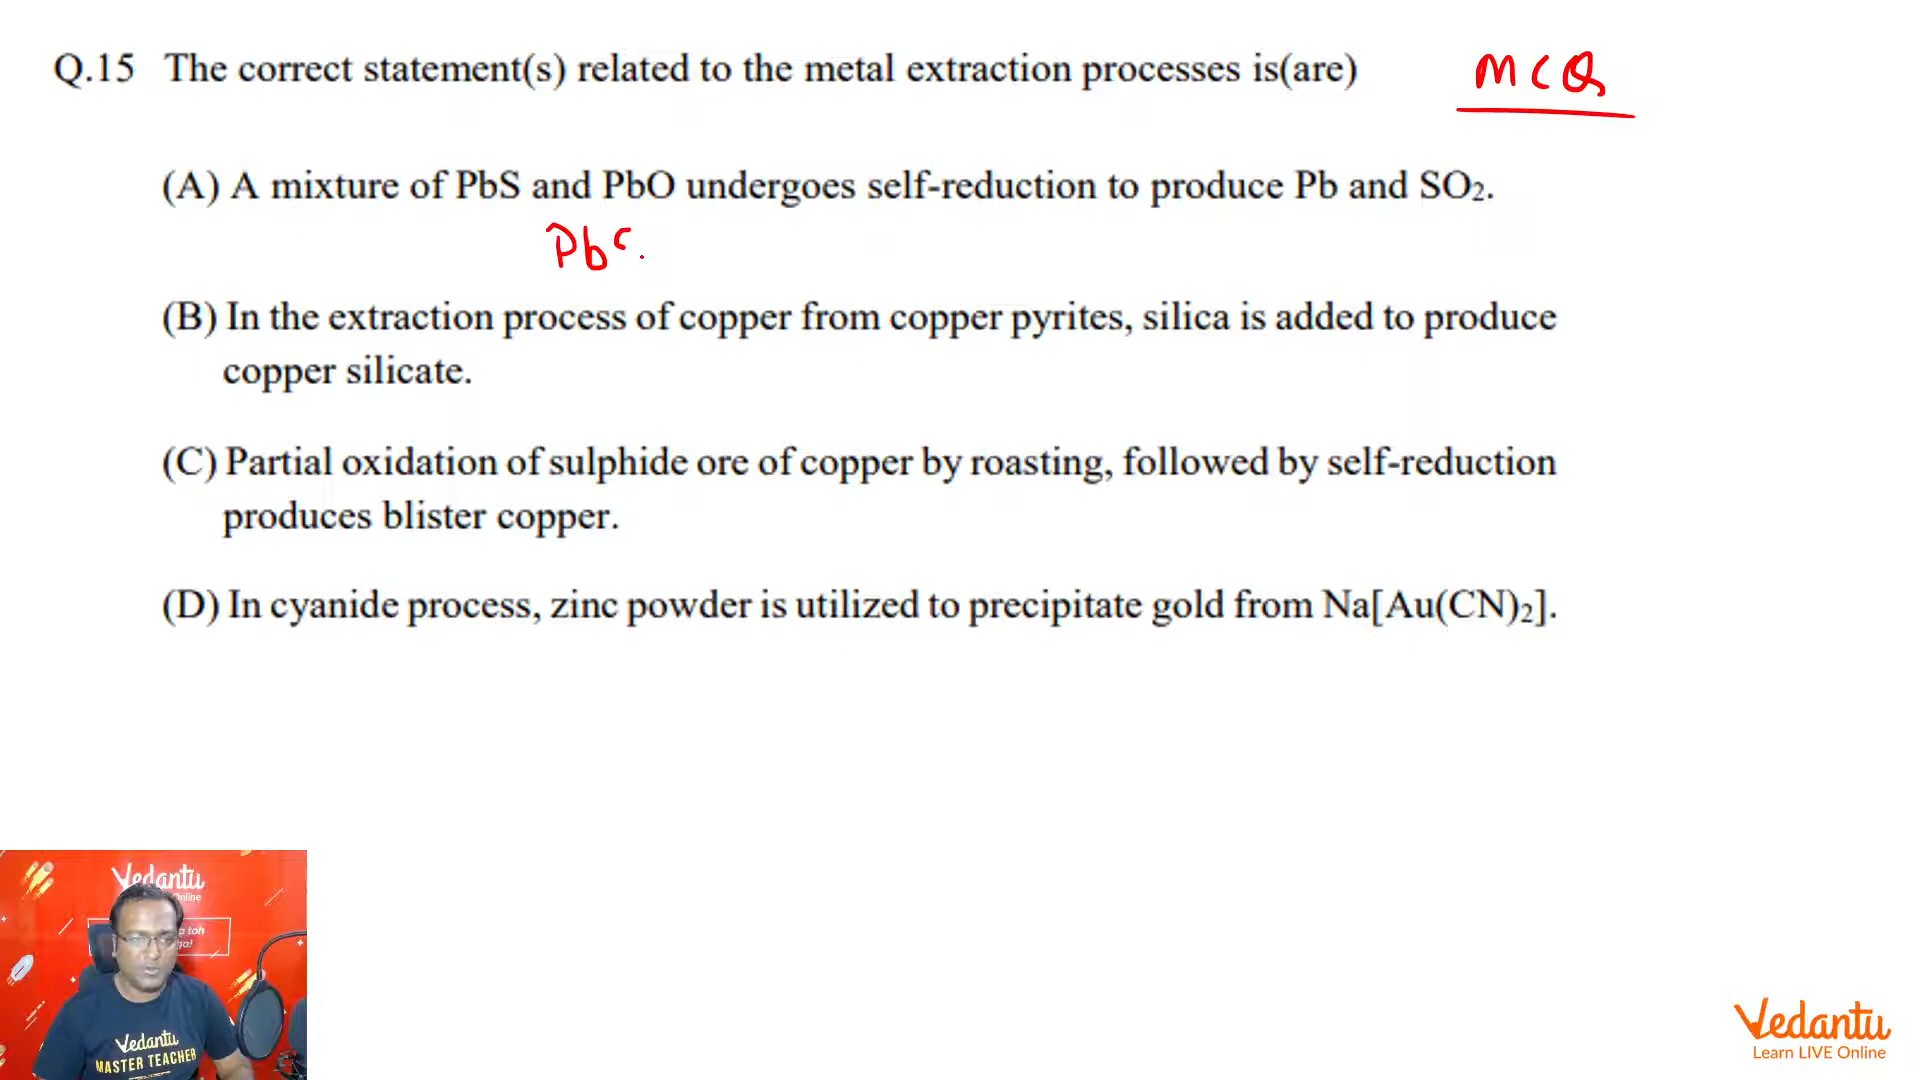 Q.15 The correct statement(s) related to the metal extraction processes is(are)
MCQ
(A) A mixture of PbS and PbO undergoes self-reduction to produce Pb and SO₂.
Pb
(B) In the extraction process of copper from copper pyrites, silica is added to produce
copper silicate.
(C) Partial oxidation of sulphide ore of copper by roasting, followed by self-reduction
produces blister copper.
(D) In cyanide process, zinc powder is utilized to precipitate gold from Na[Au(CN)₂].
Vedantu
Vedantu
MASTER TEACHER
Vedantu
Learn LIVE Online